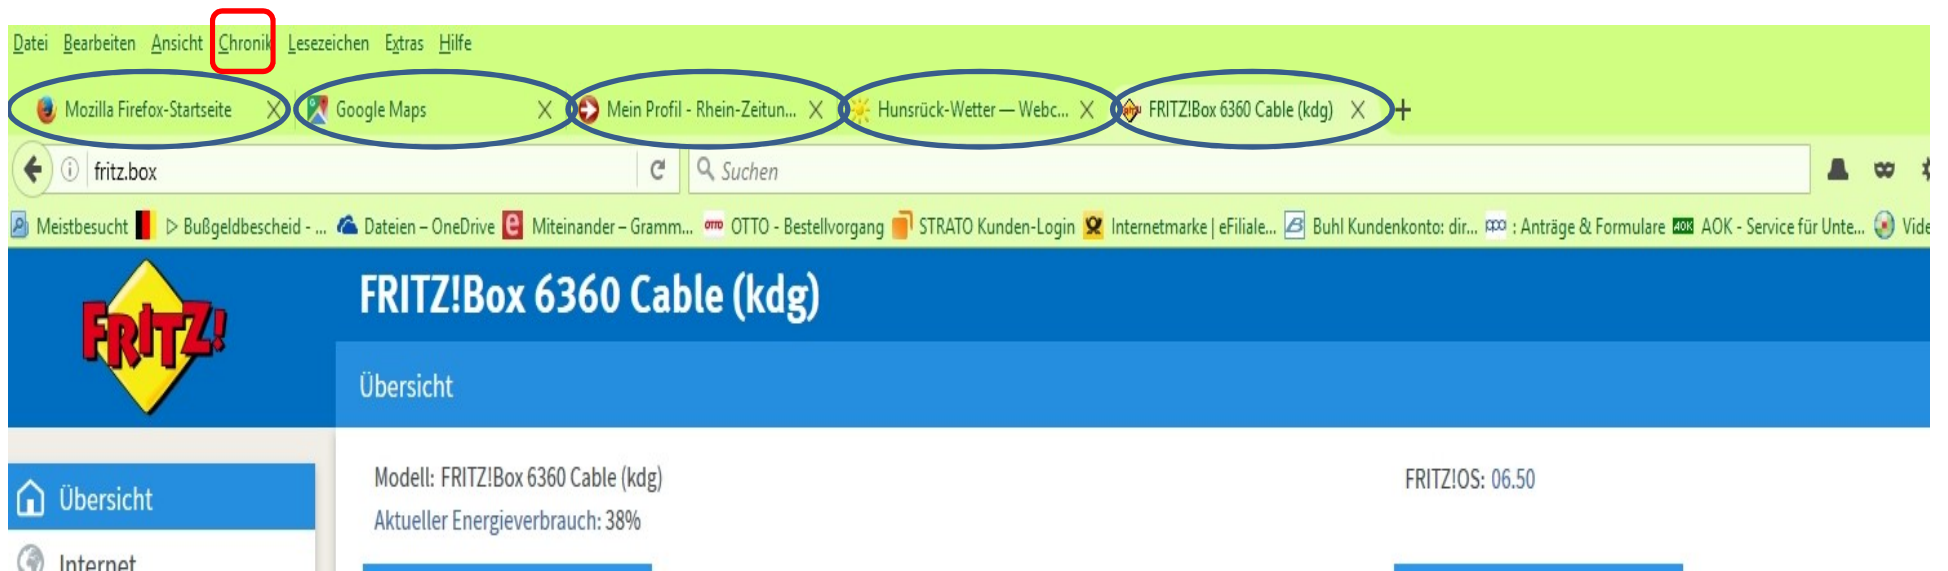 Datei Bearbeiten Ansicht Chronik Lesezeichen Extras Hilfe
Mozilla Firefox-Startseite Google Maps Mein Profil - Rhein-Zeitun... Hunsrück-Wetter — Webc... FRITZ!Box 6360 Cable (kdg)
fritz.box Suchen
Meistbesucht ▷ Bußgeldbescheid - ... Dateien – OneDrive Miteinander – Gramm... OTTO - Bestellvorgang STRATO Kunden-Login Internetmarke | eFiliale... Buhl Kundenkonto: dir... : Anträge & Formulare AOK AOK - Service für Unte... Vide
FRITZ! FRITZ!Box 6360 Cable (kdg)
Übersicht
Modell: FRITZ!Box 6360 Cable (kdg) FRITZ!OS: 06.50
Übersicht
Aktueller Energieverbrauch: 38%
Internet